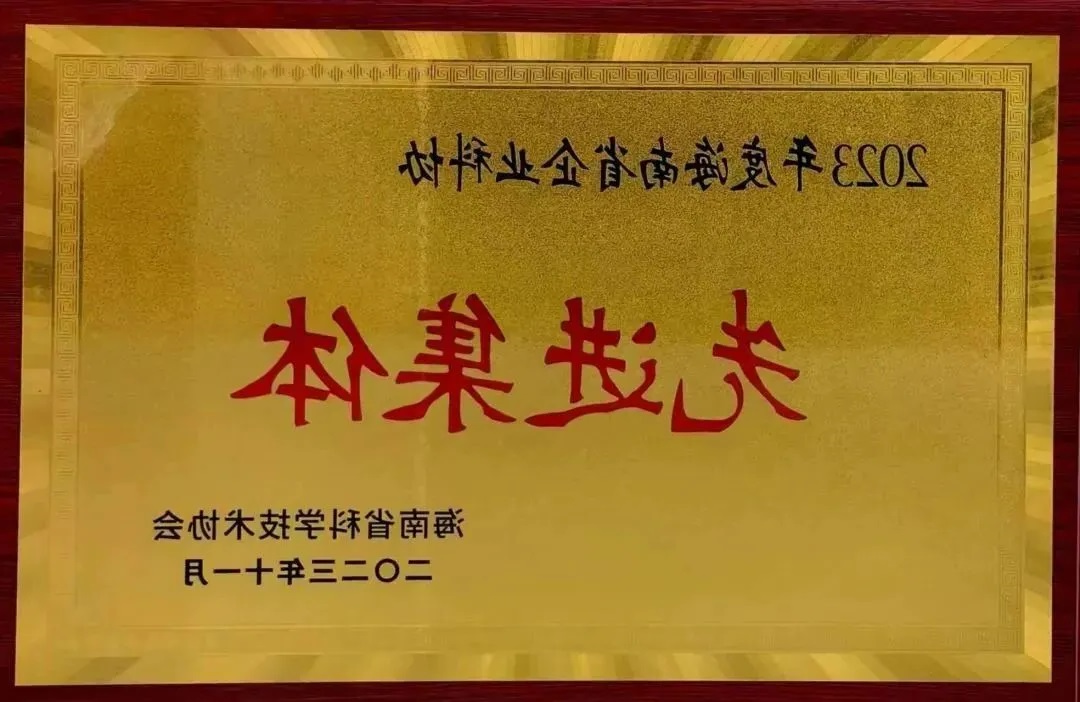 2023年度海南省企业科协
先进集体
海南省科学技术协会
二〇二三年十一月